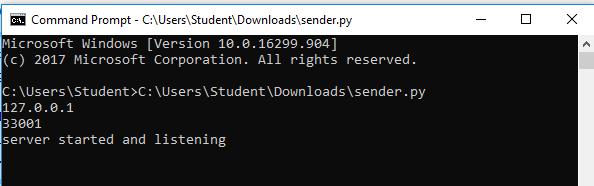 Command Prompt - C:\Users\Student\Downloads\sender.py
Microsoft Windows [Version 10.0.16299.904]
(c) 2017 Microsoft Corporation. All rights reserved.
C:\Users\Student>C:\Users\Student\Downloads\sender.py
127.0.0.1
33001
server started and listening